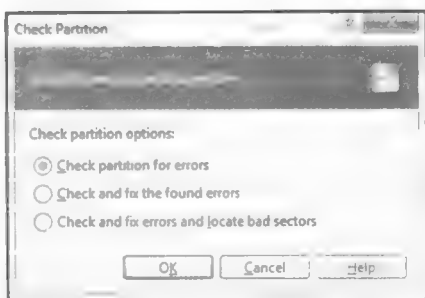 Check Partition
Check partition options:
Check partition for errors
Check and fix the found errors
Check and fix errors and locate bad sectors
OK
Cancel
Help